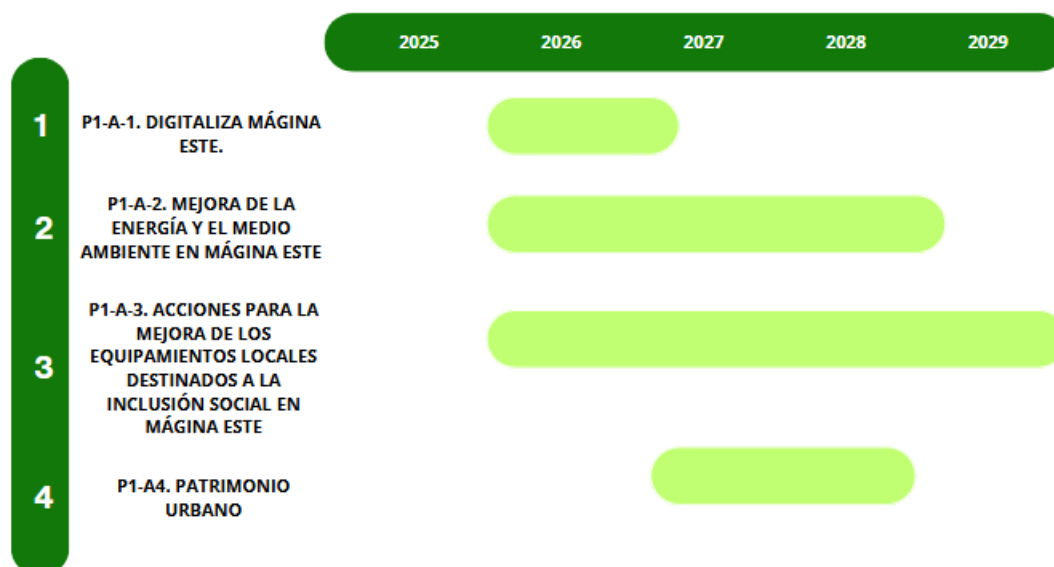 2025 2026 2027 2028 2029
1
P1-A-1. DIGITALIZA MÁGINA
ESTE.
2
P1-A-2. MEJORA DE LA
ENERGÍA Y EL MEDIO
AMBIENTE EN MÁGINA ESTE
3
P1-A-3. ACCIONES PARA LA
MEJORA DE LOS
EQUIPAMIENTOS LOCALES
DESTINADOS A LA
INCLUSIÓN SOCIAL EN
MÁGINA ESTE
4
P1-A4. PATRIMONIO
URBANO